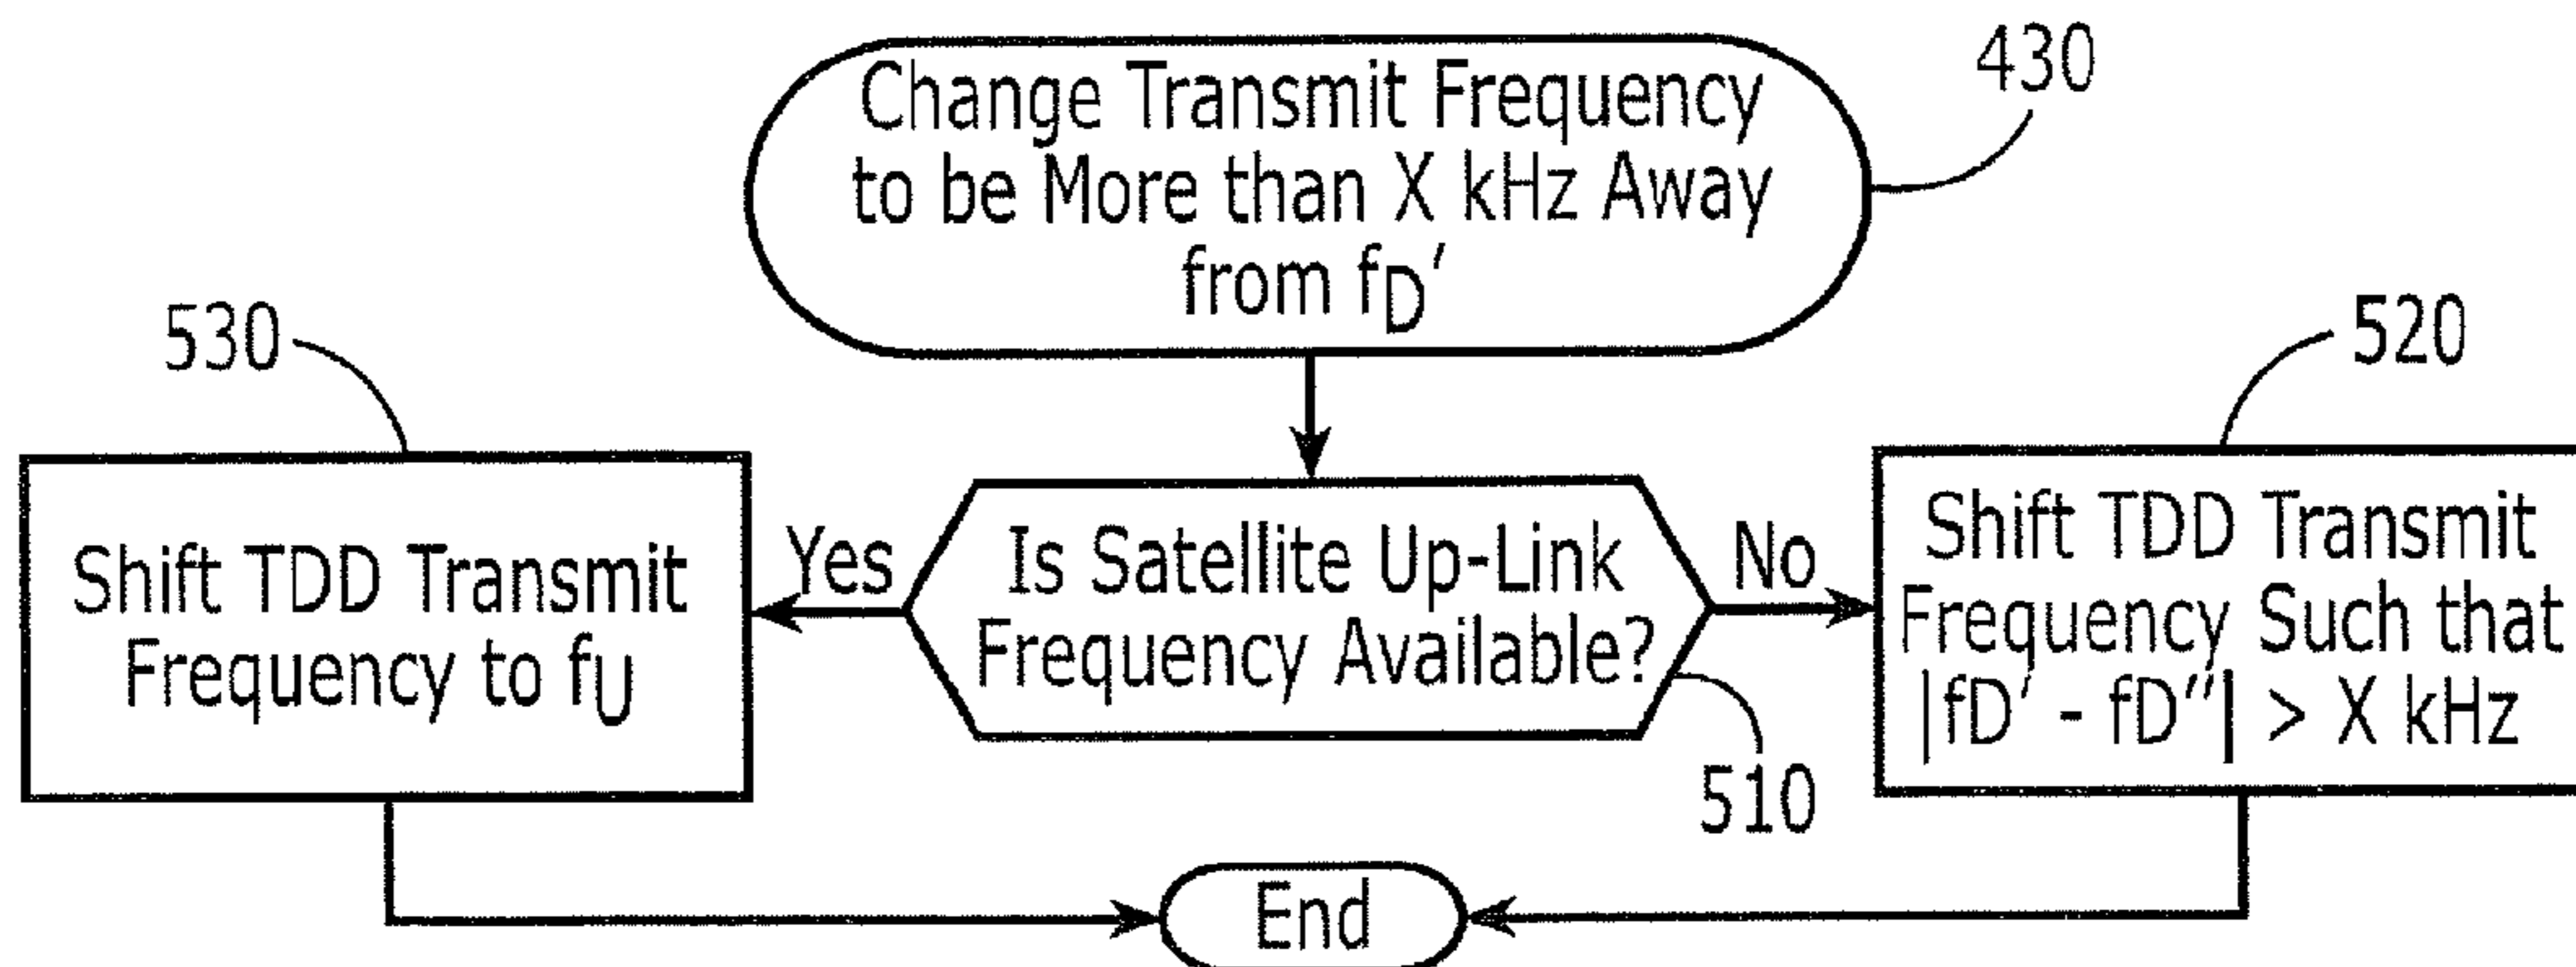 Change Transmit Frequency
to be More than X kHz Away
from fD'
430
530
520
Shift TDD Transmit
Frequency to fU
Yes
Is Satellite Up-Link
Frequency Available?
No
Shift TDD Transmit
Frequency Such that
|fD' - fD''| > X kHz
510
End